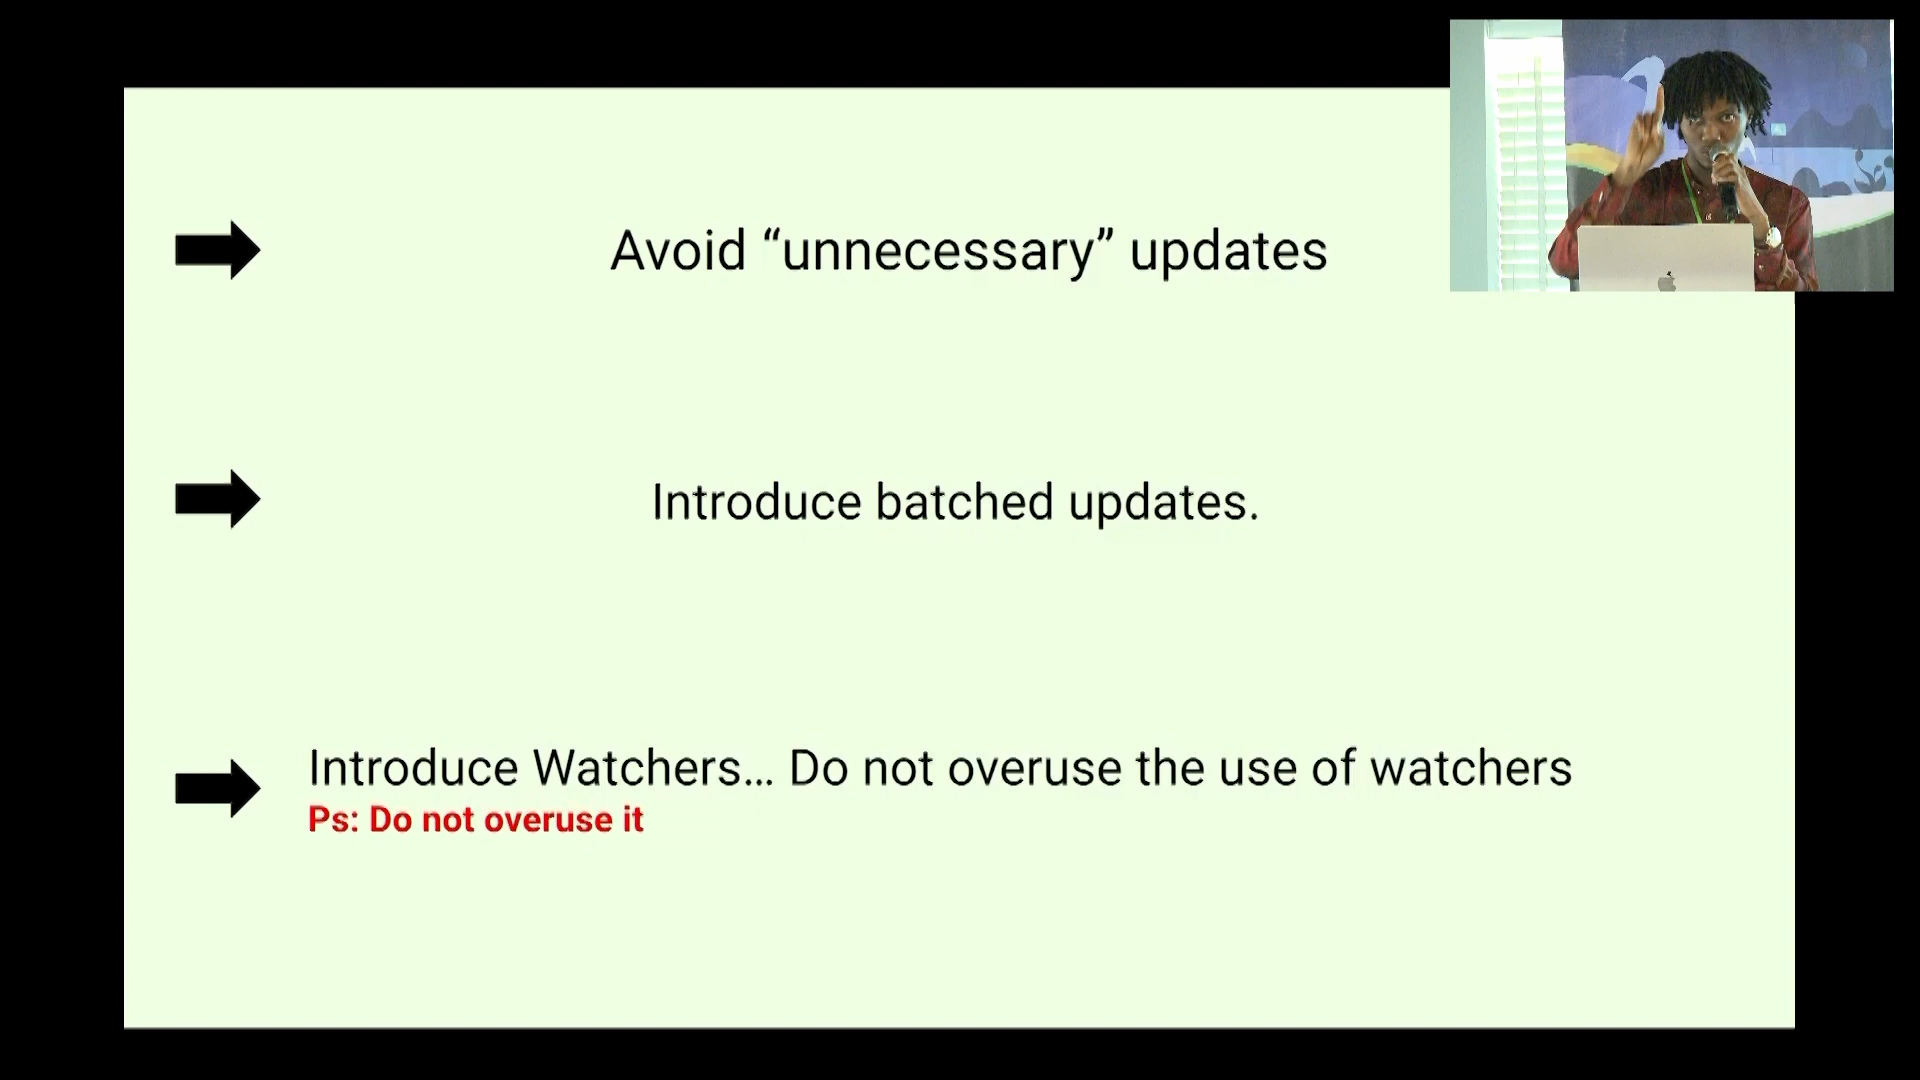 Avoid “unnecessary” updates
Introduce batched updates.
Introduce Watchers... Do not overuse the use of watchers
Ps: Do not overuse it